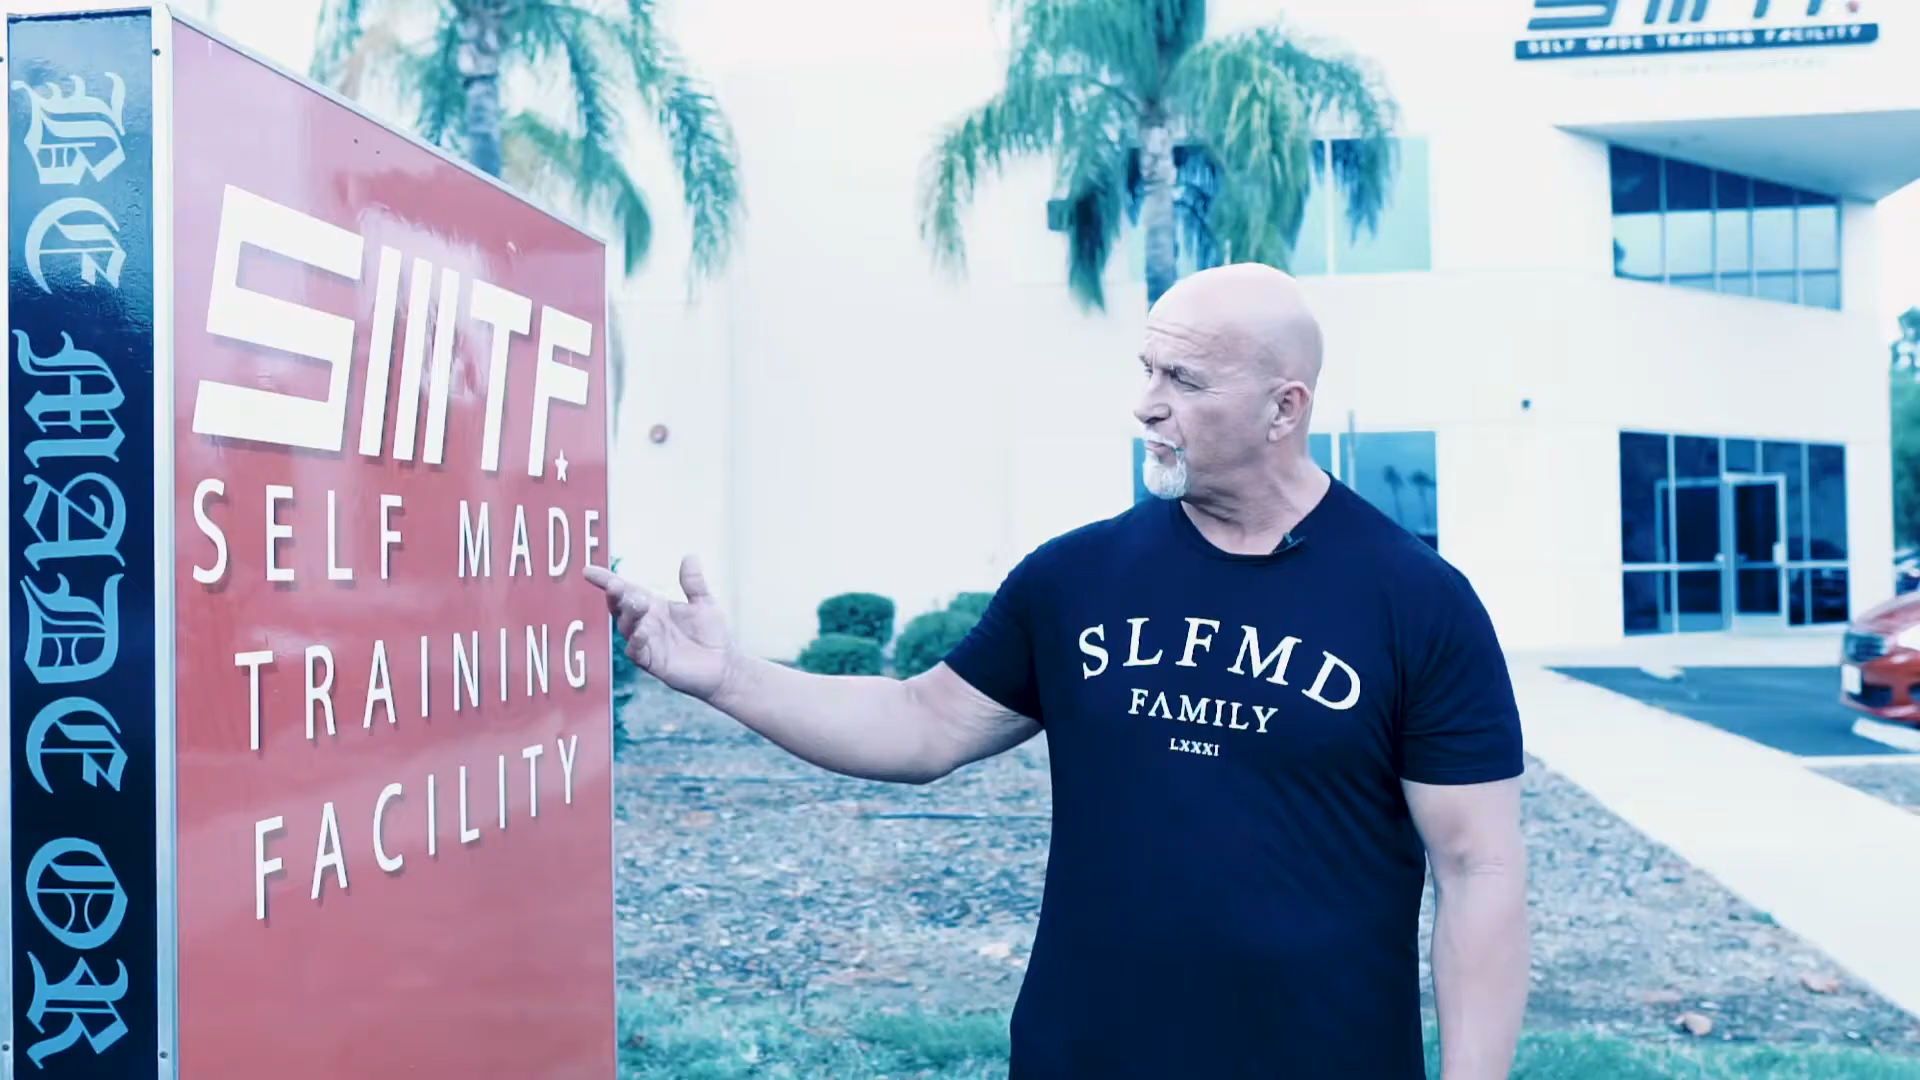 BE MADE OR
SMTF.
SELF MADE
TRAINING
FACILITY
SMTF
SELF MADE TRAINING FACILITY
SLFMD
FAMILY
LXXXI